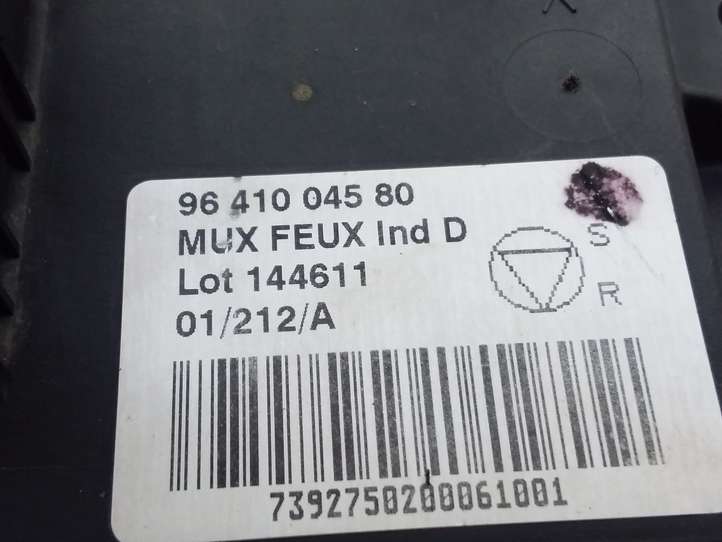 96 410 045 80
MUX FEUX Ind D
Lot 144611
01/212/A
S
R
7392750200061001